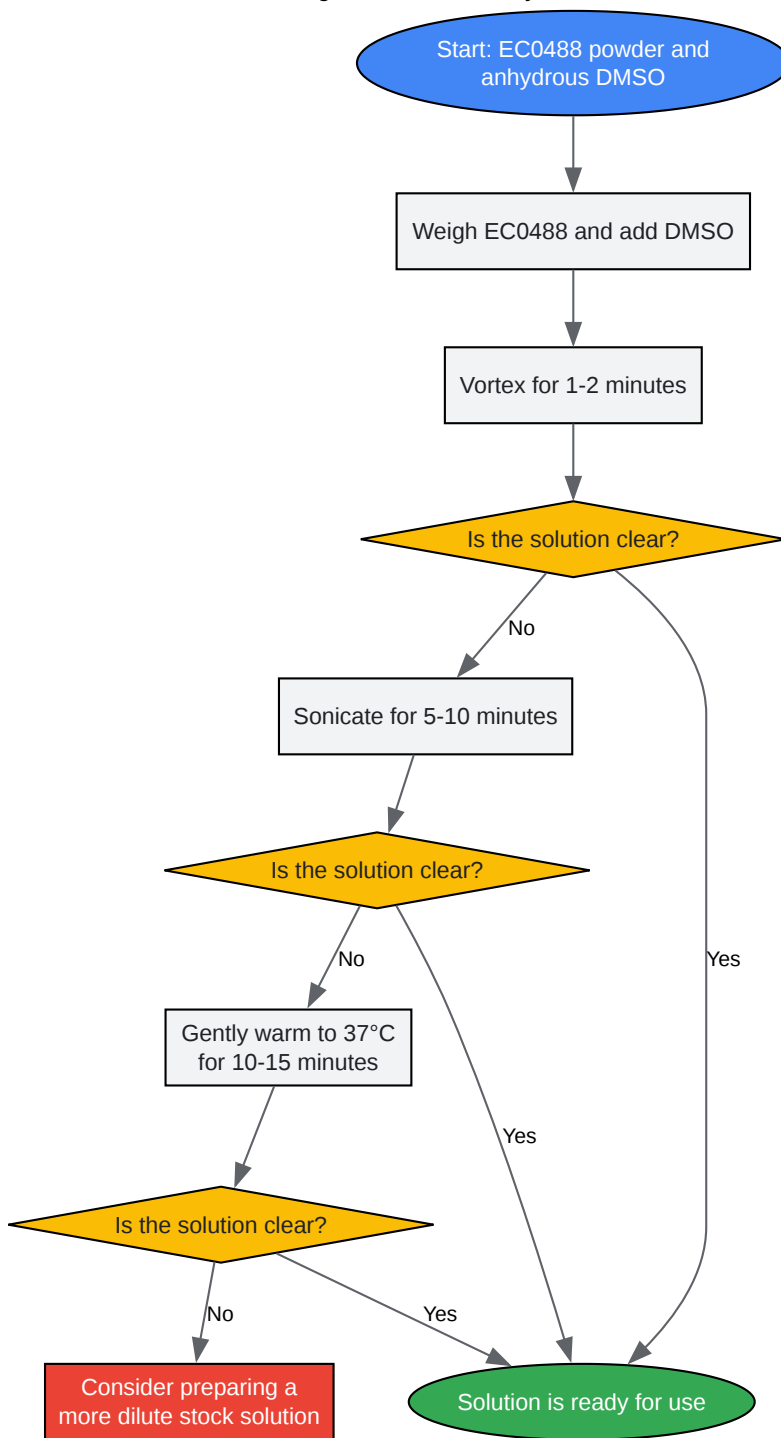 Start: EC0488 powder and
anhydrous DMSO
Weigh EC0488 and add DMSO
Vortex for 1-2 minutes
Is the solution clear?
No
Sonicate for 5-10 minutes
Is the solution clear?
Yes
No
Gently warm to 37°C
for 10-15 minutes
Yes
Is the solution clear?
No
Yes
Consider preparing a
more dilute stock solution
Solution is ready for use